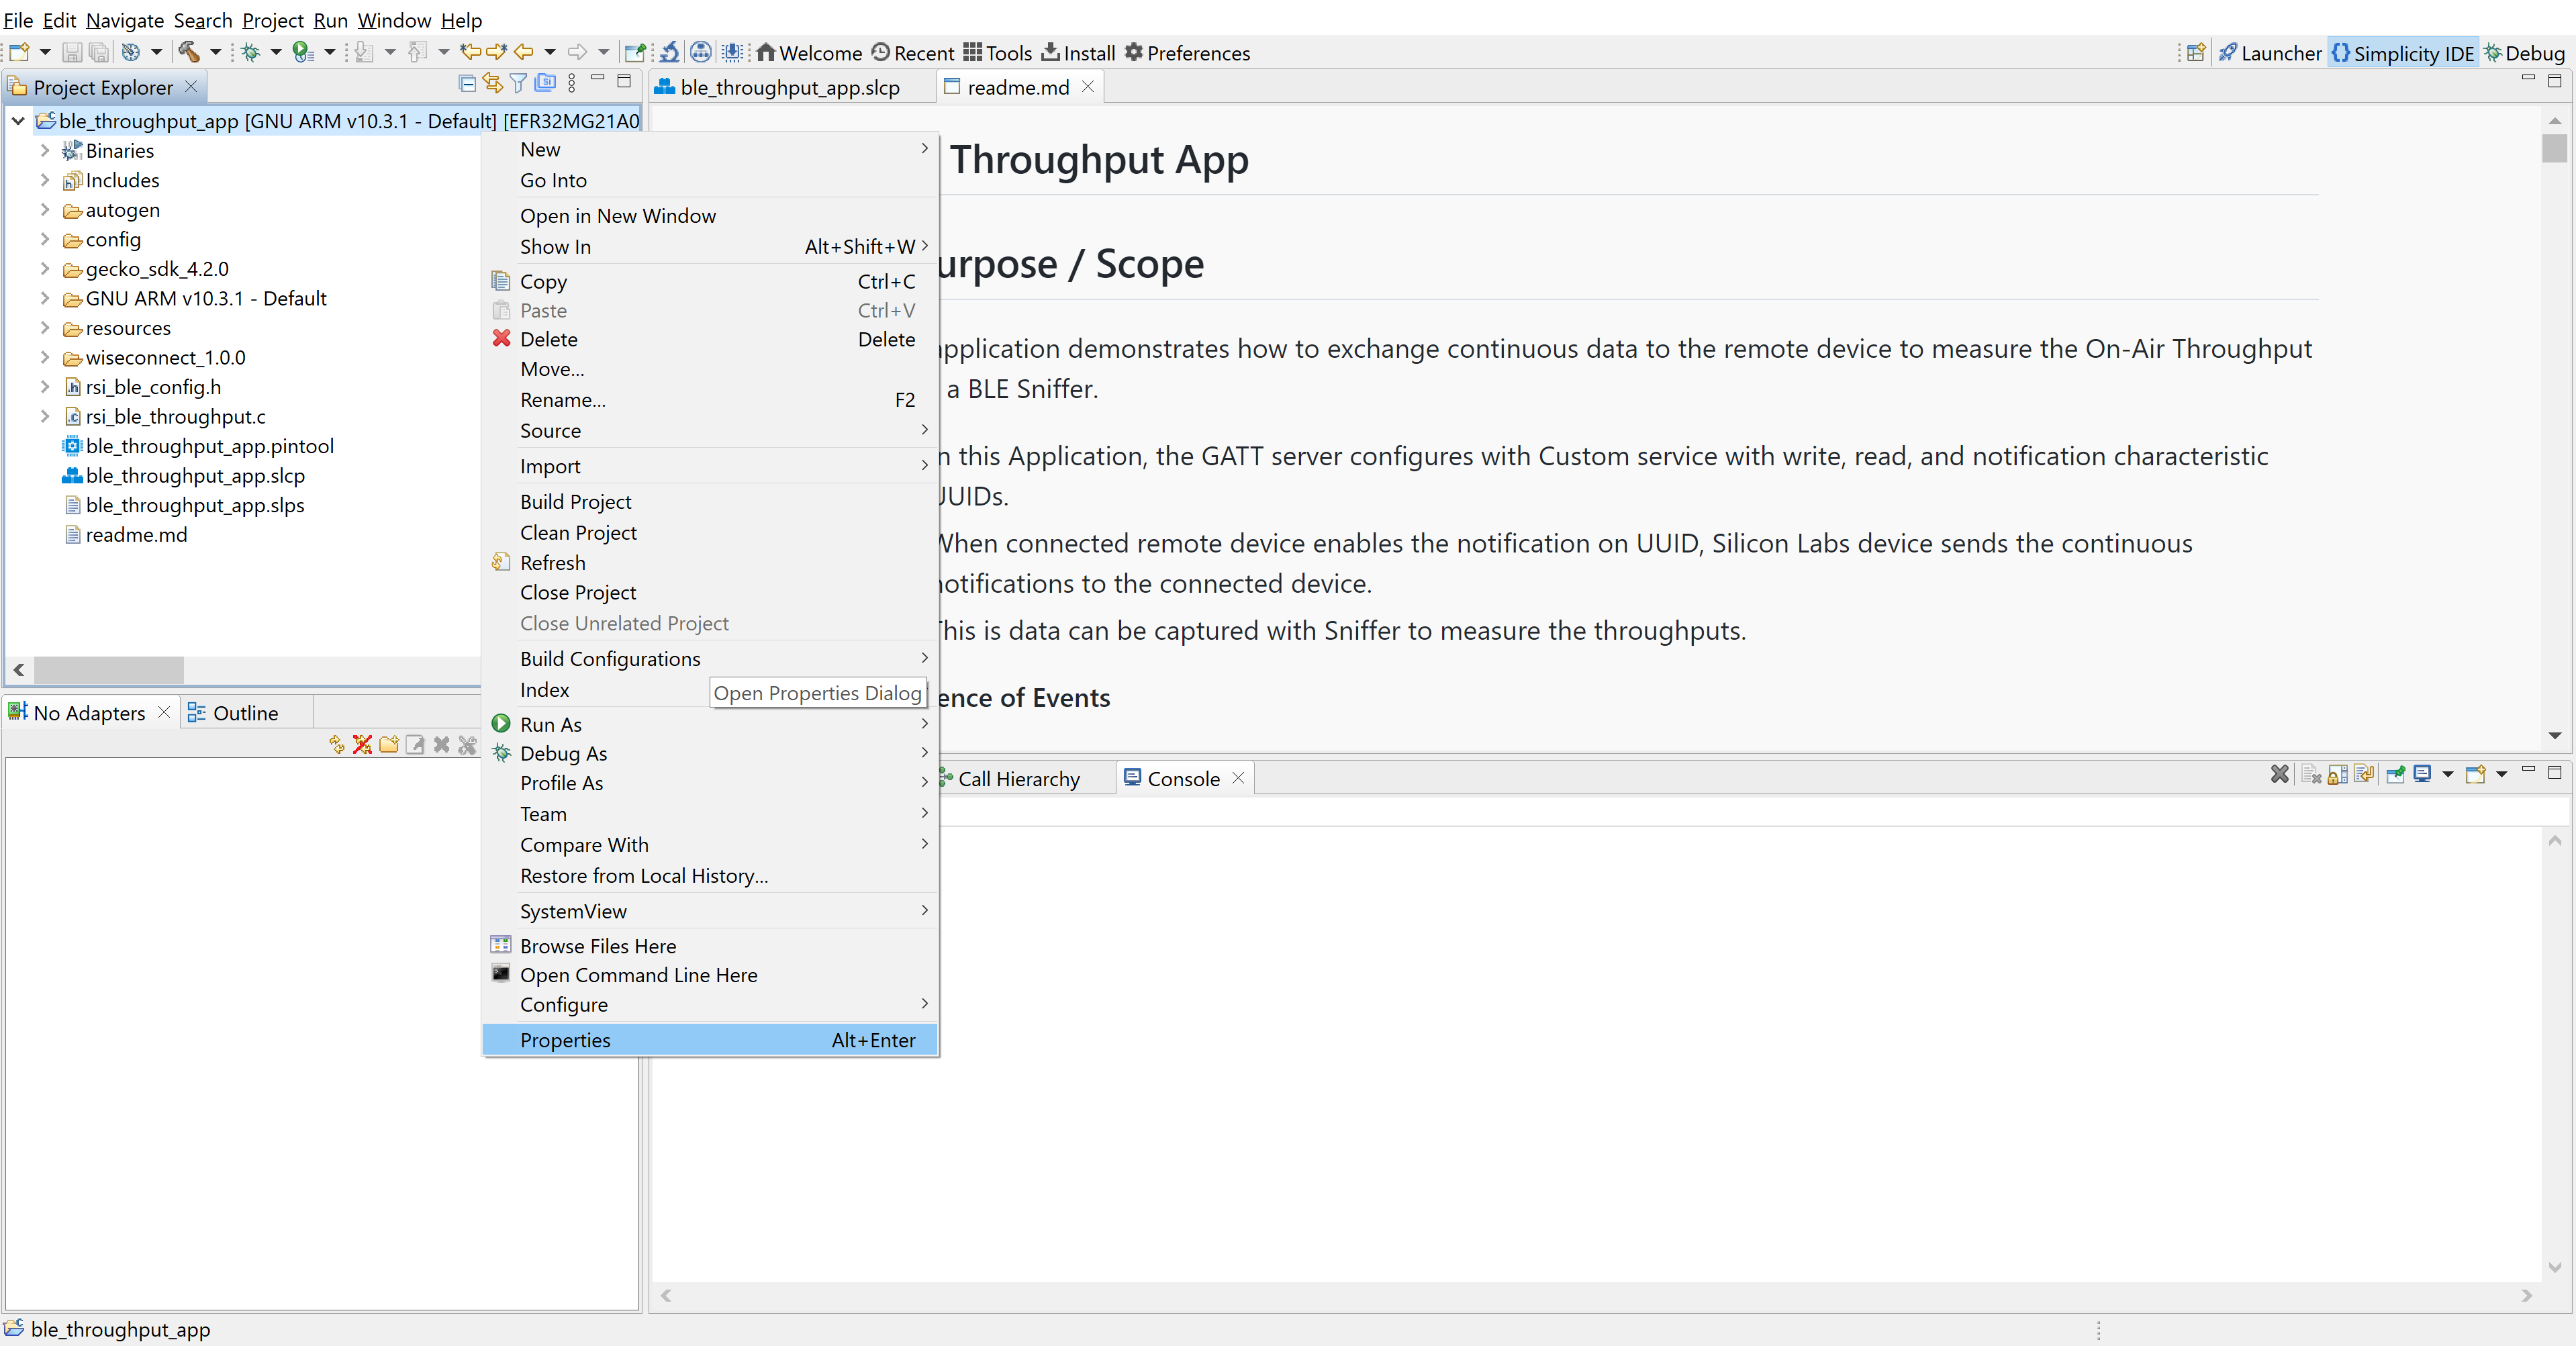 File Edit Navigate Search Project Run Window Help
Welcome Recent Tools Install Preferences Launcher Simplicity IDE Debug
Project Explorer
ble_throughput_app [GNU ARM v10.3.1 - Default] [EFR32MG21A0
Binaries
Includes
autogen
config
gecko_sdk_4.2.0
GNU ARM v10.3.1 - Default
resources
wiseconnect_1.0.0
rsi_ble_config.h
rsi_ble_throughput.c
ble_throughput_app.pintool
ble_throughput_app.slcp
ble_throughput_app.slps
readme.md
No Adapters Outline
New
Go Into
Open in New Window
Show In Alt+Shift+W
Copy Ctrl+C
Paste Ctrl+V
Delete Delete
Move...
Rename... F2
Source
Import
Build Project
Clean Project
Refresh
Close Project
Close Unrelated Project
Build Configurations
Index
Open Properties Dialog
Run As
Debug As
Profile As
Team
Compare With
Restore from Local History...
SystemView
Browse Files Here
Open Command Line Here
Configure
Properties Alt+Enter
ble_throughput_app.slcp readme.md
Throughput App
urpose / Scope
pplication demonstrates how to exchange continuous data to the remote device to measure the On-Air Throughput
a BLE Sniffer.
n this Application, the GATT server configures with Custom service with write, read, and notification characteristic
UUIDs.
When connected remote device enables the notification on UUID, Silicon Labs device sends the continuous
notifications to the connected device.
This is data can be captured with Sniffer to measure the throughputs.
ence of Events
Call Hierarchy Console
ble_throughput_app